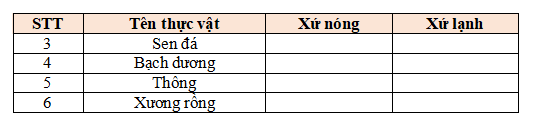 STT Tên thực vật Xứ nóng Xứ lạnh
3 Sen đá
4 Bạch dương
5 Thông
6 Xương rồng